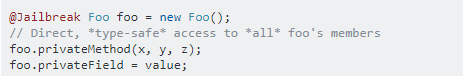 @Jailbreak Foo foo = new Foo();
// Direct, *type-safe* access to *all* foo's members
foo.privateMethod(x, y, z);
foo.privateField = value;